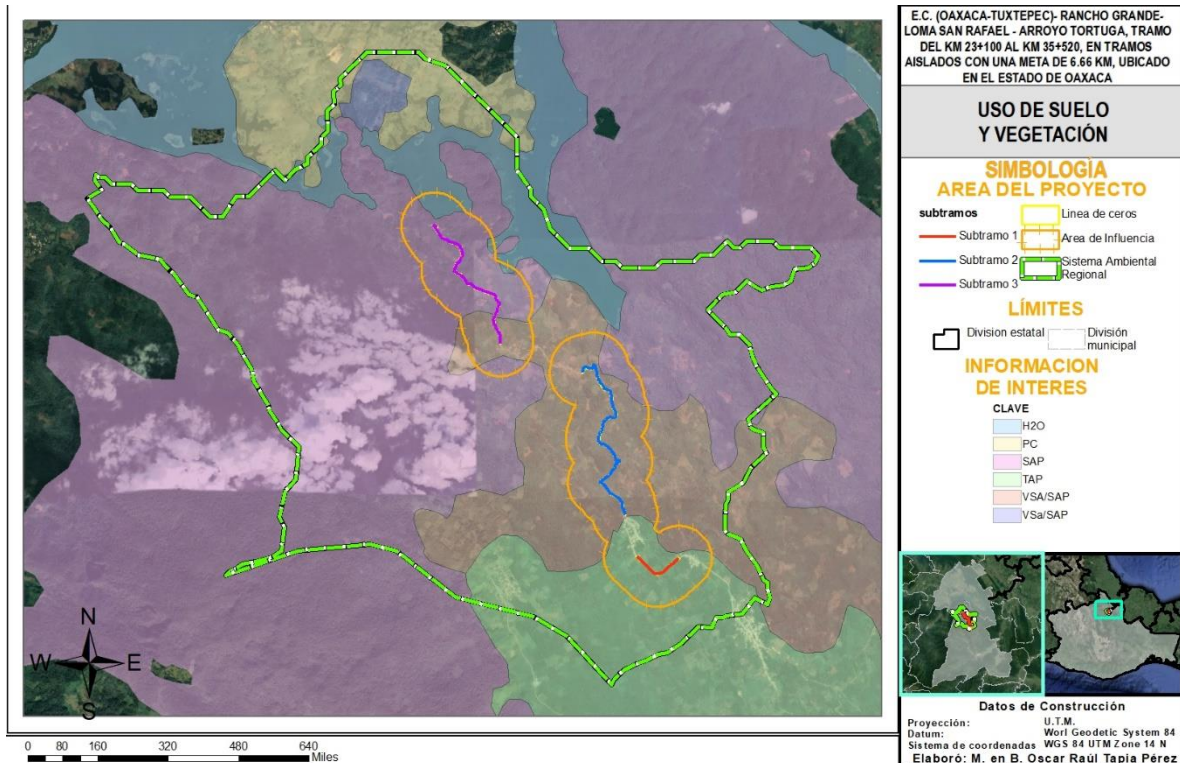 E.C. (OAXACA-TUXTEPEC)- RANCHO GRANDE-
LOMA SAN RAFAEL - ARROYO TORTUGA, TRAMO
DEL KM 23+100 AL KM 35+520, EN TRAMOS
AISLADOS CON UNA META DE 6.66 KM, UBICADO
EN EL ESTADO DE OAXACA
USO DE SUELO
Y VEGETACIÓN
SIMBOLOGÌA
AREA DEL PROYECTO
subtramos
Subtramo 1
Subtramo 2
Subtramo 3
Linea de ceros
Area de Influencia
Sistema Ambiental
Regional
LÍMITES
Division estatal
División
municipal
INFORMACION
DE INTERES
CLAVE
H2O
PC
SAP
TAP
VSA/SAP
VSa/SAP
N
W E
S
0 80 160 320 480 640
Miles
Datos de Construcción
Proyección: U.T.M.
Datum: Worl Geodetic System 84
Sistema de coordenadas WGS 84 UTM Zone 14 N
Elaboró: M. en B. Oscar Raúl Tapia Pérez